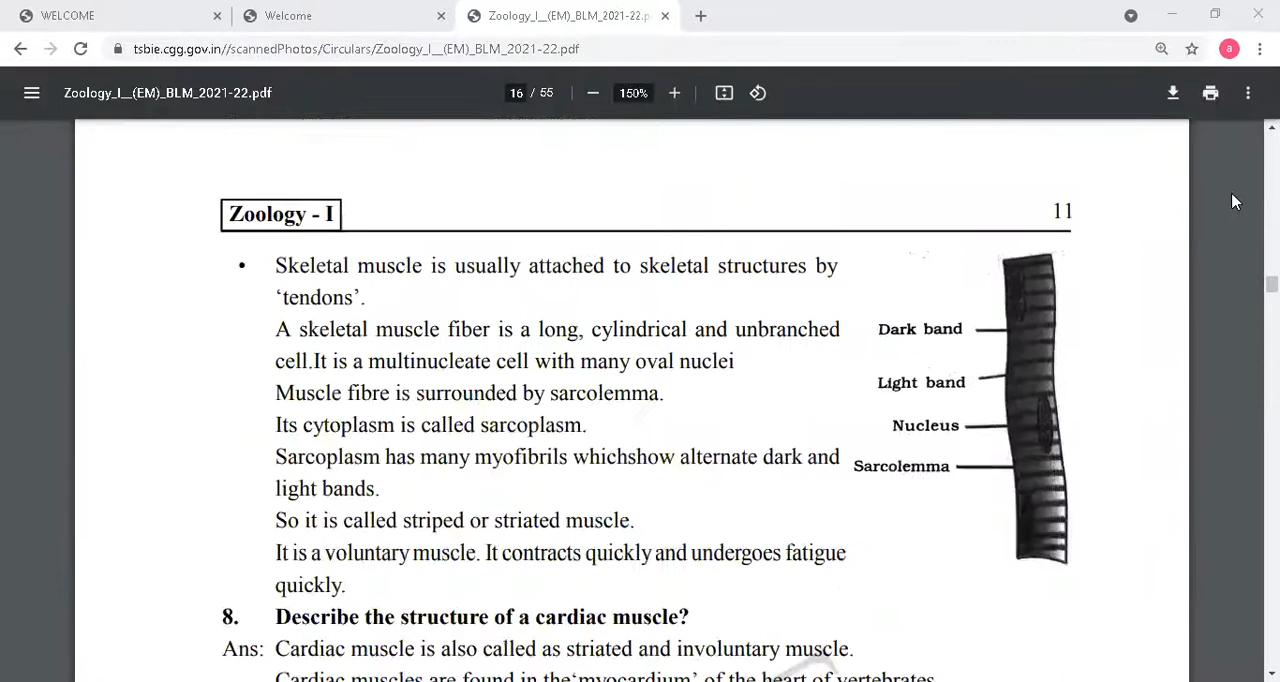 WELCOME
Welcome
Zoology_I__(EM)_BLM_2021-22.p
tsbie.cgg.gov.in//scannedPhotos/Circulars/Zoology_I__(EM)_BLM_2021-22.pdf
a
Zoology_I__(EM)_BLM_2021-22.pdf
16 / 55
150%
Zoology - I
11
• Skeletal muscle is usually attached to skeletal structures by
‘tendons’.
A skeletal muscle fiber is a long, cylindrical and unbranched
cell.It is a multinucleate cell with many oval nuclei
Muscle fibre is surrounded by sarcolemma.
Its cytoplasm is called sarcoplasm.
Sarcoplasm has many myofibrils whichshow alternate dark and
light bands.
So it is called striped or striated muscle.
It is a voluntary muscle. It contracts quickly and undergoes fatigue
quickly.
Dark band
Light band
Nucleus
Sarcolemma
8. Describe the structure of a cardiac muscle?
Ans: Cardiac muscle is also called as striated and involuntary muscle.
Cardiac muscles are found in the‘myocardium’ of the heart of vertebrates